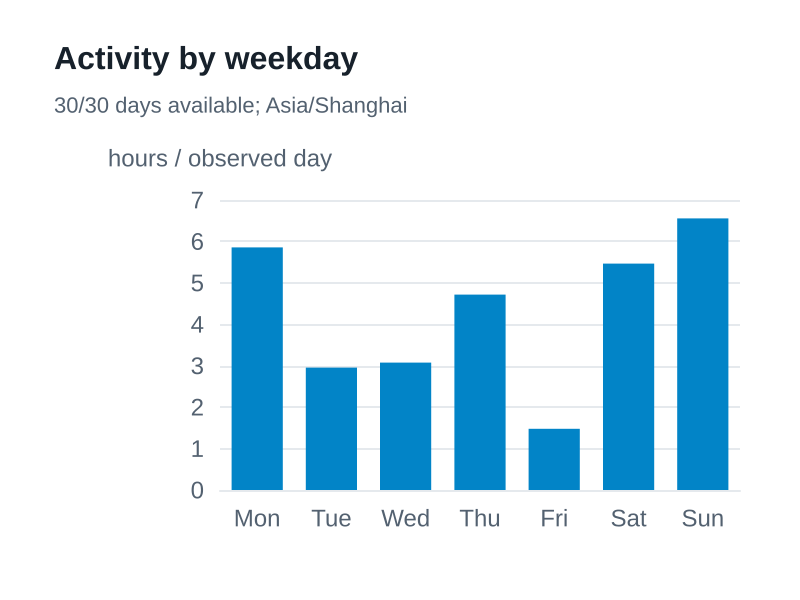 Activity by weekday
30/30 days available; Asia/Shanghai
hours / observed day
7
6
5
4
3
2
1
0
Mon Tue Wed Thu Fri Sat Sun